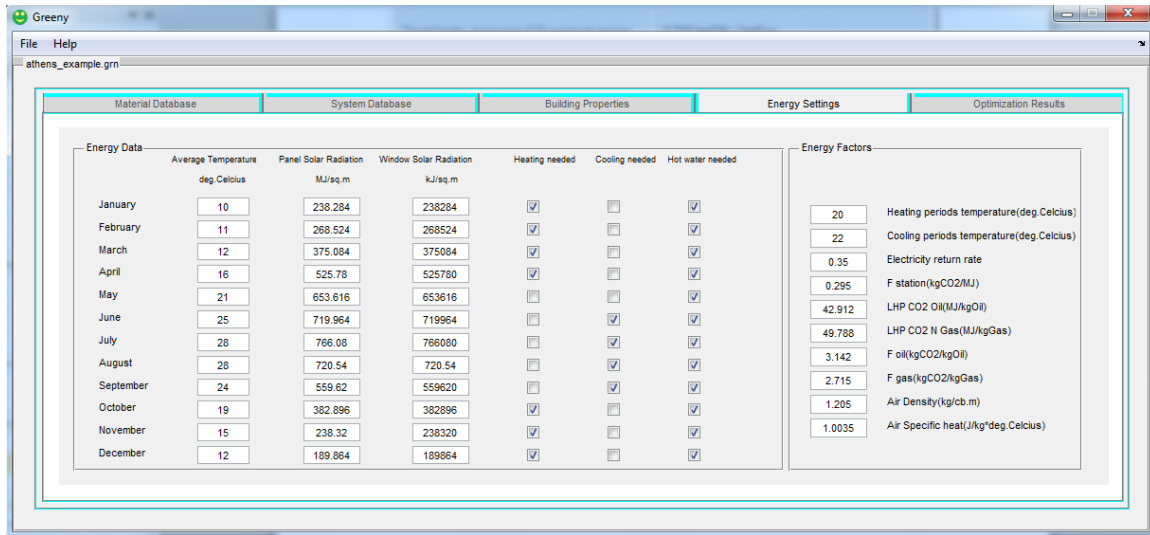 Greeny
File Help
athens_example.grn
Material Database System Database Building Properties Energy Settings Optimization Results
Energy Data Energy Factors
Average Temperature Panel Solar Radiation Window Solar Radiation Heating needed Cooling needed Hot water needed
deg.Celcius MJ/sq.m kJ/sq.m
January 10 238.284 238284
February 11 268.524 268524
March 12 375.084 375084
April 16 525.78 525780
May 21 653.616 653616
June 25 719.964 719964
July 28 766.08 766080
August 28 720.54 720.54
September 24 559.62 559620
October 19 382.896 382896
November 15 238.32 238320
December 12 189.864 189864
20 Heating periods temperature(deg.Celcius)
22 Cooling periods temperature(deg.Celcius)
0.35 Electricity return rate
0.295 F station(kgCO2/MJ)
42.912 LHP CO2 Oil(MJ/kgOil)
49.788 LHP CO2 N Gas(MJ/kgGas)
3.142 F oil(kgCO2/kgOil)
2.715 F gas(kgCO2/kgGas)
1.205 Air Density(kg/cb.m)
1.0035 Air Specific heat(J/kg*deg.Celcius)